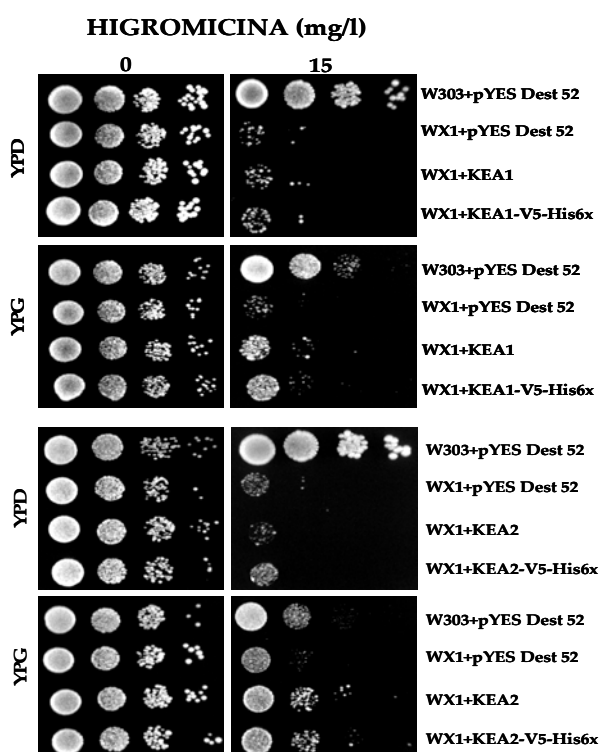 HIGROMICINA (mg/l)
0 15
YPD
W303+pYES Dest 52
WX1+pYES Dest 52
WX1+KEA1
WX1+KEA1-V5-His6x
YPG
W303+pYES Dest 52
WX1+pYES Dest 52
WX1+KEA1
WX1+KEA1-V5-His6x
YPD
W303+pYES Dest 52
WX1+pYES Dest 52
WX1+KEA2
WX1+KEA2-V5-His6x
YPG
W303+pYES Dest 52
WX1+pYES Dest 52
WX1+KEA2
WX1+KEA2-V5-His6x